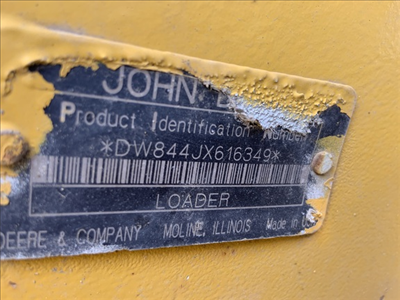 JOHN
Product Identification Number
*DW844JX616349*
LOADER
DEERE & COMPANY MOLINE, ILLINOIS Made in